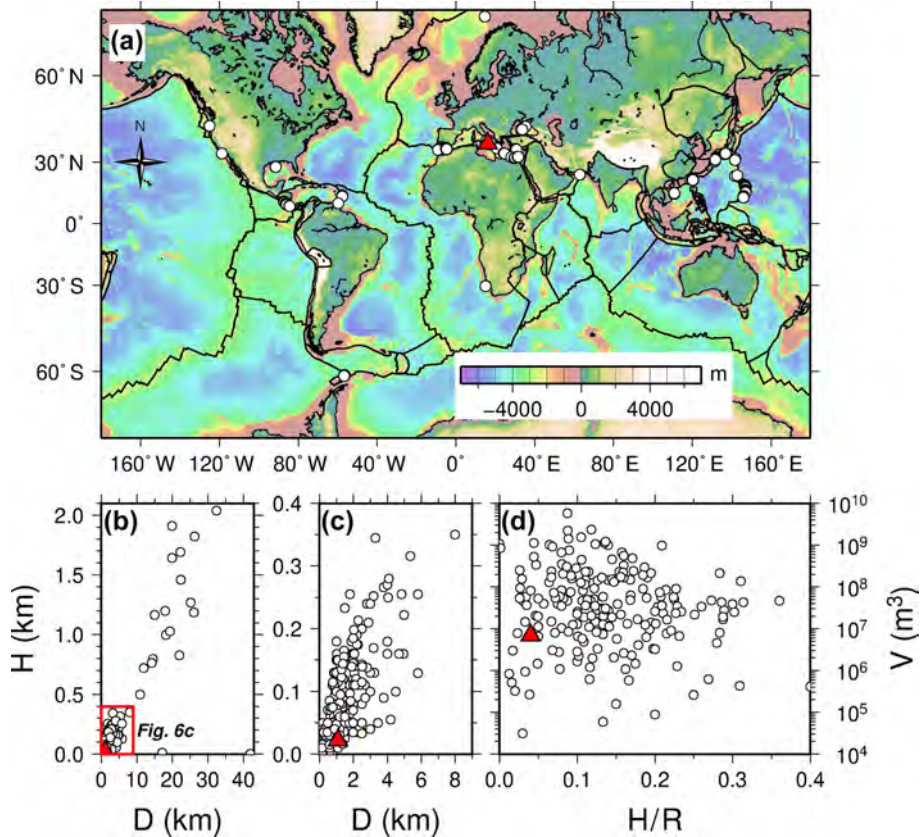 (a)
60° N
30° N
0°
30° S
60° S
N
m
−4000 0 4000
160° W 120° W 80° W 40° W 0° 40° E 80° E 120° E 160° E
(b) (c) (d)
H (km)
2.0
1.5
1.0
0.5
0.0
0 10 20 30 40
D (km)
Fig. 6c
0.4
0.3
0.2
0.1
0.0
0 2 4 6 8
D (km)
0.0 0.1 0.2 0.3 0.4
H/R
10¹⁰
10⁹
10⁸
10⁷
10⁶
10⁵
10⁴
V (m³)